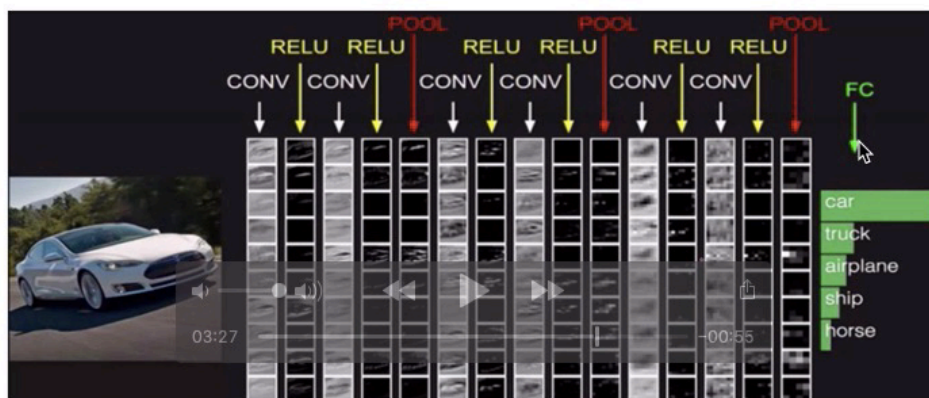 POOL POOL POOL
RELU RELU RELU RELU RELU RELU
CONV CONV CONV CONV CONV CONV
FC
car
truck
airplane
ship
horse
03:27 -00:55